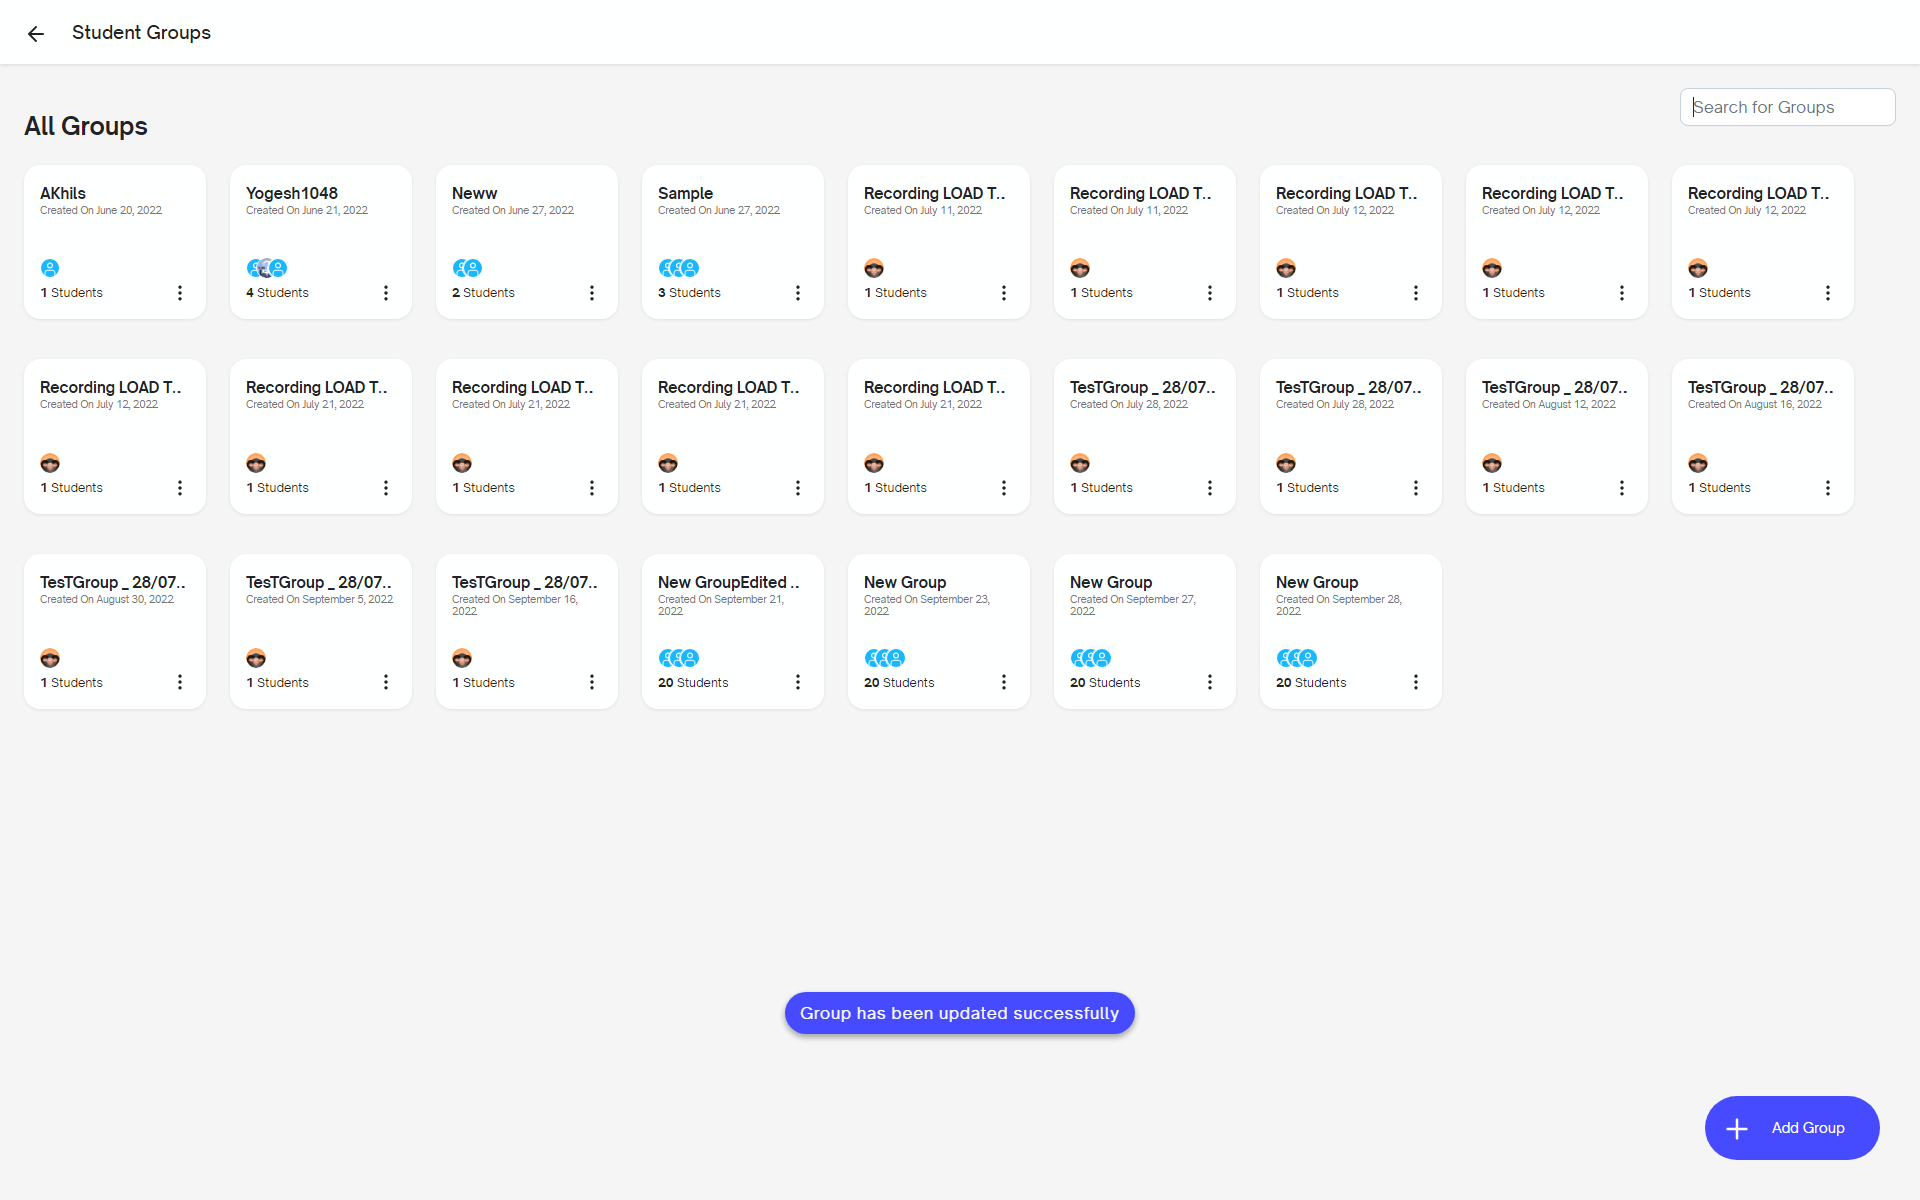 Student Groups
Search for Groups
All Groups
AKhils
Created On June 20, 2022
1 Students
Yogesh1048
Created On June 21, 2022
4 Students
Neww
Created On June 27, 2022
2 Students
Sample
Created On June 27, 2022
3 Students
Recording LOAD T..
Created On July 11, 2022
1 Students
Recording LOAD T..
Created On July 11, 2022
1 Students
Recording LOAD T..
Created On July 12, 2022
1 Students
Recording LOAD T..
Created On July 12, 2022
1 Students
Recording LOAD T..
Created On July 12, 2022
1 Students
Recording LOAD T..
Created On July 12, 2022
1 Students
Recording LOAD T..
Created On July 21, 2022
1 Students
Recording LOAD T..
Created On July 21, 2022
1 Students
Recording LOAD T..
Created On July 21, 2022
1 Students
Recording LOAD T..
Created On July 21, 2022
1 Students
TesTGroup _ 28/07..
Created On July 28, 2022
1 Students
TesTGroup _ 28/07..
Created On July 28, 2022
1 Students
TesTGroup _ 28/07..
Created On August 12, 2022
1 Students
TesTGroup _ 28/07..
Created On August 16, 2022
1 Students
TesTGroup _ 28/07..
Created On August 30, 2022
1 Students
TesTGroup _ 28/07..
Created On September 5, 2022
1 Students
TesTGroup _ 28/07..
Created On September 16,
2022
1 Students
New GroupEdited ..
Created On September 21,
2022
20 Students
New Group
Created On September 23,
2022
20 Students
New Group
Created On September 27,
2022
20 Students
New Group
Created On September 28,
2022
20 Students
Group has been updated successfully
Add Group